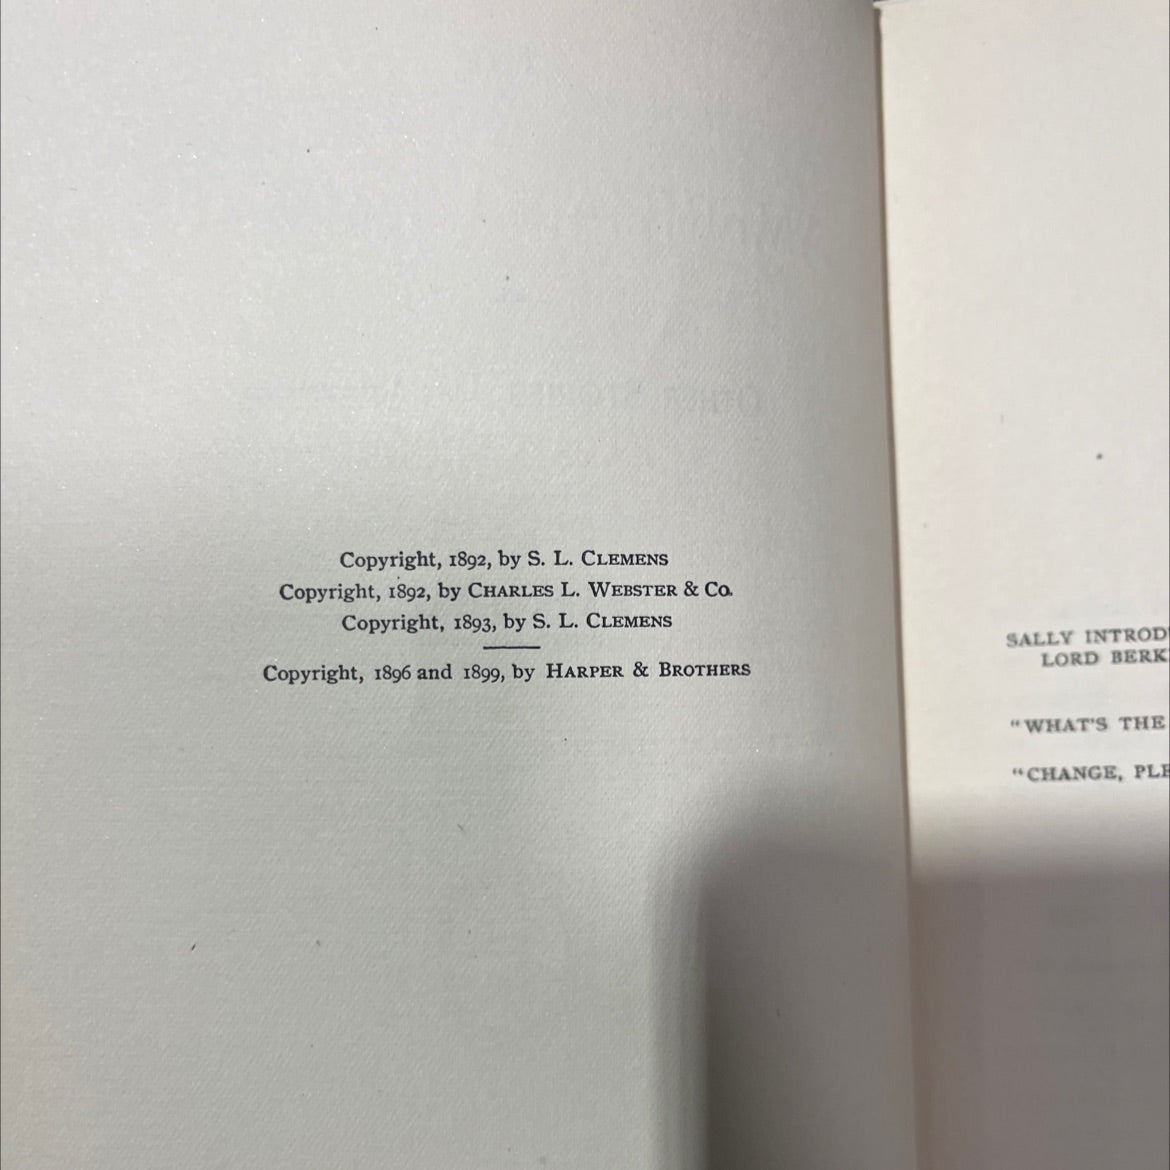 Copyright, 1892, by S. L. CLEMENS
Copyright, 1892, by CHARLES L. WEBSTER & Co.
Copyright, 1893, by S. L. CLEMENS
Copyright, 1896 and 1899, by HARPER & BROTHERS
SALLY INTROD
LORD BERK
"WHAT'S THE
"CHANGE, PLE